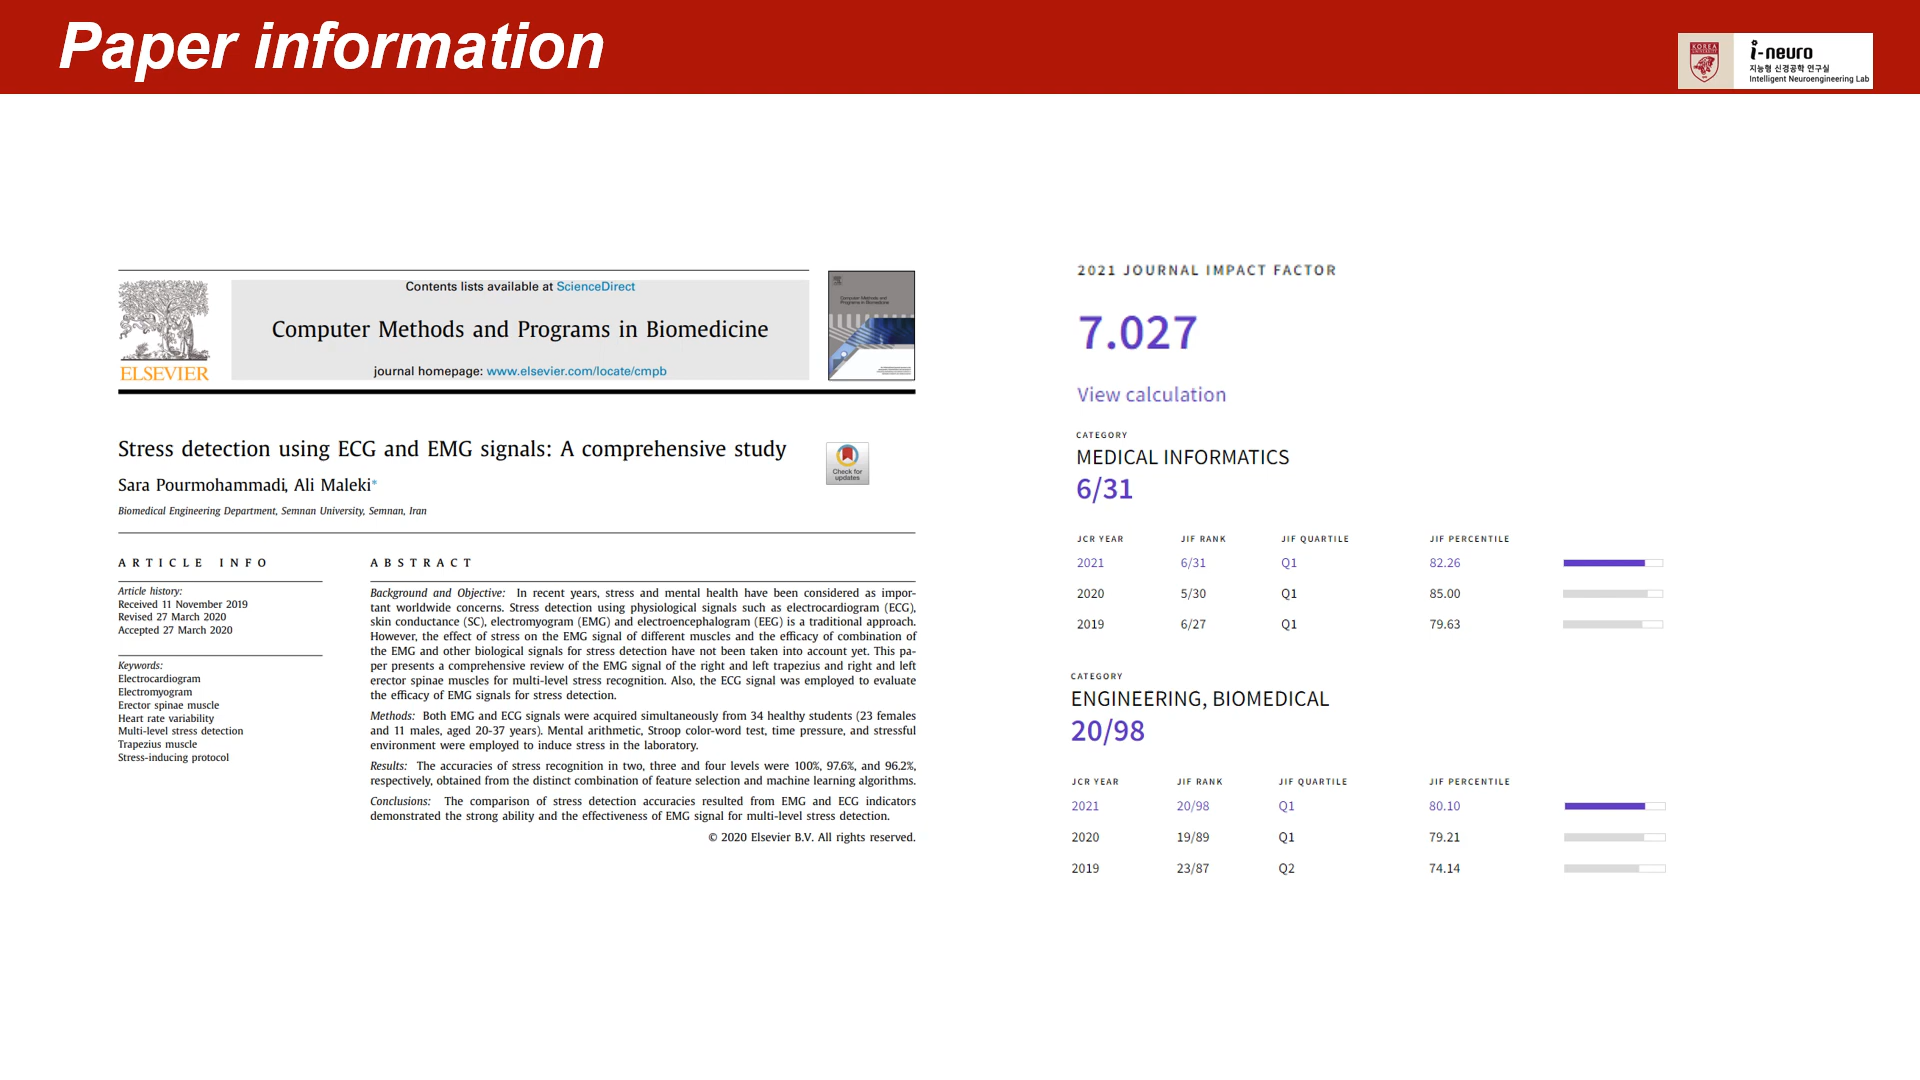 Paper information
KOREA
UNIVERSITY
i-neuro
지능형 신경공학 연구실
Intelligent Neuroengineering Lab
Contents lists available at ScienceDirect
Computer Methods and Programs in Biomedicine
journal homepage: www.elsevier.com/locate/cmpb
ELSEVIER
Computer Methods and
Programs in Biomedicine
Stress detection using ECG and EMG signals: A comprehensive study
Sara Pourmohammadi, Ali Maleki*
Biomedical Engineering Department, Semnan University, Semnan, Iran
Check for
updates
ARTICLE INFO
Article history:
Received 11 November 2019
Revised 27 March 2020
Accepted 27 March 2020
Keywords:
Electrocardiogram
Electromyogram
Erector spinae muscle
Heart rate variability
Multi-level stress detection
Trapezius muscle
Stress-inducing protocol
ABSTRACT
Background and Objective: In recent years, stress and mental health have been considered as impor-
tant worldwide concerns. Stress detection using physiological signals such as electrocardiogram (ECG),
skin conductance (SC), electromyogram (EMG) and electroencephalogram (EEG) is a traditional approach.
However, the effect of stress on the EMG signal of different muscles and the efficacy of combination of
the EMG and other biological signals for stress detection have not been taken into account yet. This pa-
per presents a comprehensive review of the EMG signal of the right and left trapezius and right and left
erector spinae muscles for multi-level stress recognition. Also, the ECG signal was employed to evaluate
the efficacy of EMG signals for stress detection.
Methods: Both EMG and ECG signals were acquired simultaneously from 34 healthy students (23 females
and 11 males, aged 20-37 years). Mental arithmetic, Stroop color-word test, time pressure, and stressful
environment were employed to induce stress in the laboratory.
Results: The accuracies of stress recognition in two, three and four levels were 100%, 97.6%, and 96.2%,
respectively, obtained from the distinct combination of feature selection and machine learning algorithms.
Conclusions: The comparison of stress detection accuracies resulted from EMG and ECG indicators
demonstrated the strong ability and the effectiveness of EMG signal for multi-level stress detection.
© 2020 Elsevier B.V. All rights reserved.
2021 JOURNAL IMPACT FACTOR
7.027
View calculation
CATEGORY
MEDICAL INFORMATICS
6/31
JCR YEAR JIF RANK JIF QUARTILE JIF PERCENTILE
2021 6/31 Q1 82.26
2020 5/30 Q1 85.00
2019 6/27 Q1 79.63
CATEGORY
ENGINEERING, BIOMEDICAL
20/98
JCR YEAR JIF RANK JIF QUARTILE JIF PERCENTILE
2021 20/98 Q1 80.10
2020 19/89 Q1 79.21
2019 23/87 Q2 74.14